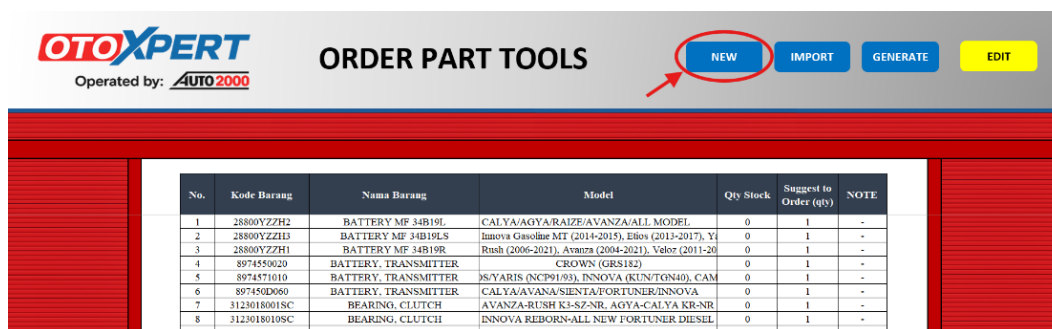 OTOXPERT
Operated by: AUTO2000
ORDER PART TOOLS
NEW
IMPORT
GENERATE
EDIT
No. Kode Barang Nama Barang Model Qty Stock Suggest to Order (qty) NOTE
1 28800YZZH2 BATTERY MF 34B19L CALYA/AGYA/RAIZE/AVANZA/ALL MODEL 0 1 -
2 28800YZZH3 BATTERY MF 34B19LS Innova Gasoline MT (2014-2015), Etios (2013-2017), Ya 0 1 -
3 28800YZZH1 BATTERY MF 34B19R Rush (2006-2021), Avanza (2004-2021), Veloz (2011-20 0 1 -
4 8974550020 BATTERY, TRANSMITTER CROWN (GRS182) 0 1 -
5 8974571010 BATTERY, TRANSMITTER OS/YARIS (NCP91/93), INNOVA (KUN/TGN40), CAM 0 1 -
6 897450D060 BATTERY, TRANSMITTER CALYA/AVANA/SIENTA/FORTUNER/INNOVA 0 1 -
7 3123018001SC BEARING, CLUTCH AVANZA-RUSH K3-SZ-NR, AGYA-CALYA KR-NR 0 1 -
8 3123018010SC BEARING, CLUTCH INNOVA REBORN-ALL NEW FORTUNER DIESEL 0 1 -